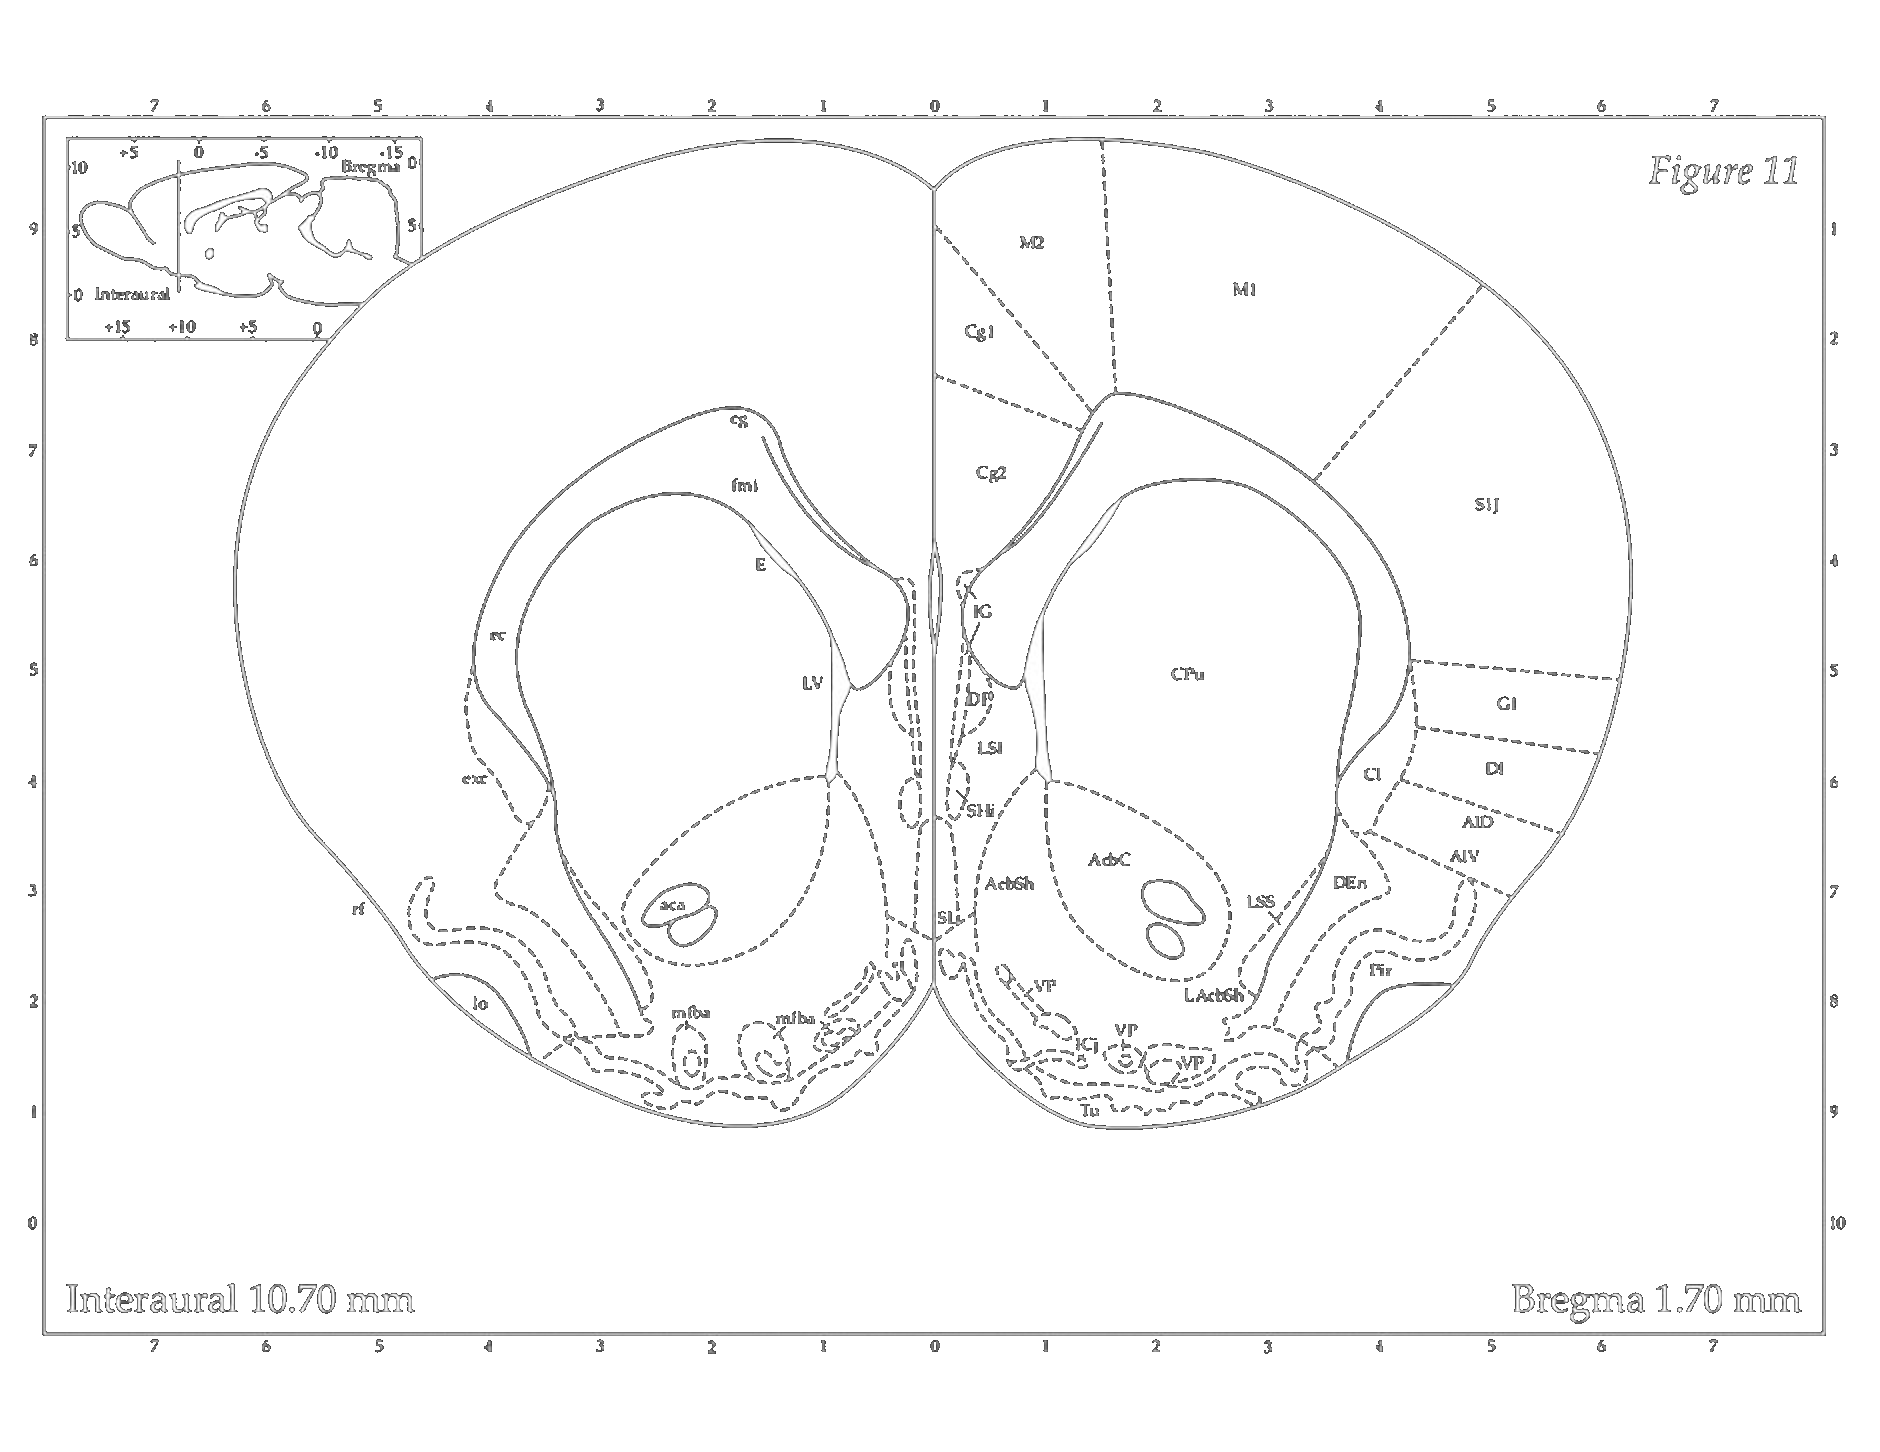 7 6 5 4 3 2 1 0 1 2 3 4 5 6 7
+5 0 -5 -10 -15
10 Bregma 0
Figure 11
5 5
0 Interaural
+15 +10 +5 0
9 1
M2
M1
Cg1
8 2
cg
7 3
Cg2
fmi
S1J
6 4
E
IG
ec
5 5
LV
CPu
DP
GI
LSI
4 6
exc
Cl
DI
SHi
AID
AcbC
AIV
AcbSh
DEn
3 7
aca
LSS
rf
SL
Pir
VP
LAcbSh
2 8
lo
mfba
mfba
VP
ICj
VP
1 9
Tu
0 10
Interaural 10.70 mm
Bregma 1.70 mm
7 6 5 4 3 2 1 0 1 2 3 4 5 6 7